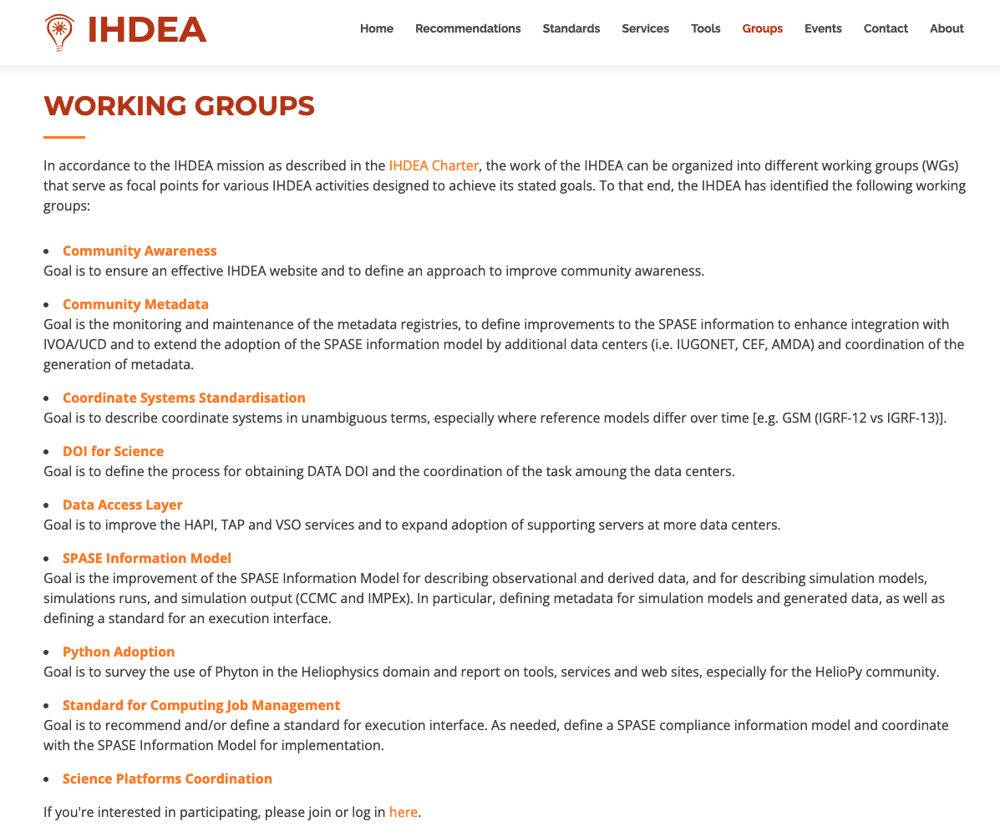 IHDEA
Home Recommendations Standards Services Tools Groups Events Contact About
WORKING GROUPS
In accordance to the IHDEA mission as described in the IHDEA Charter, the work of the IHDEA can be organized into different working groups (WGs)
that serve as focal points for various IHDEA activities designed to achieve its stated goals. To that end, the IHDEA has identified the following working
groups:
• Community Awareness
Goal is to ensure an effective IHDEA website and to define an approach to improve community awareness.
• Community Metadata
Goal is the monitoring and maintenance of the metadata registries, to define improvements to the SPASE information to enhance integration with
IVOA/UCD and to extend the adoption of the SPASE information model by additional data centers (i.e. IUGONET, CEF, AMDA) and coordination of the
generation of metadata.
• Coordinate Systems Standardisation
Goal is to describe coordinate systems in unambiguous terms, especially where reference models differ over time [e.g. GSM (IGRF-12 vs IGRF-13)].
• DOI for Science
Goal is to define the process for obtaining DATA DOI and the coordination of the task amoung the data centers.
• Data Access Layer
Goal is to improve the HAPI, TAP and VSO services and to expand adoption of supporting servers at more data centers.
• SPASE Information Model
Goal is the improvement of the SPASE Information Model for describing observational and derived data, and for describing simulation models,
simulations runs, and simulation output (CCMC and IMPEx). In particular, defining metadata for simulation models and generated data, as well as
defining a standard for an execution interface.
• Python Adoption
Goal is to survey the use of Phyton in the Heliophysics domain and report on tools, services and web sites, especially for the HelioPy community.
• Standard for Computing Job Management
Goal is to recommend and/or define a standard for execution interface. As needed, define a SPASE compliance information model and coordinate
with the SPASE Information Model for implementation.
• Science Platforms Coordination
If you're interested in participating, please join or log in here.